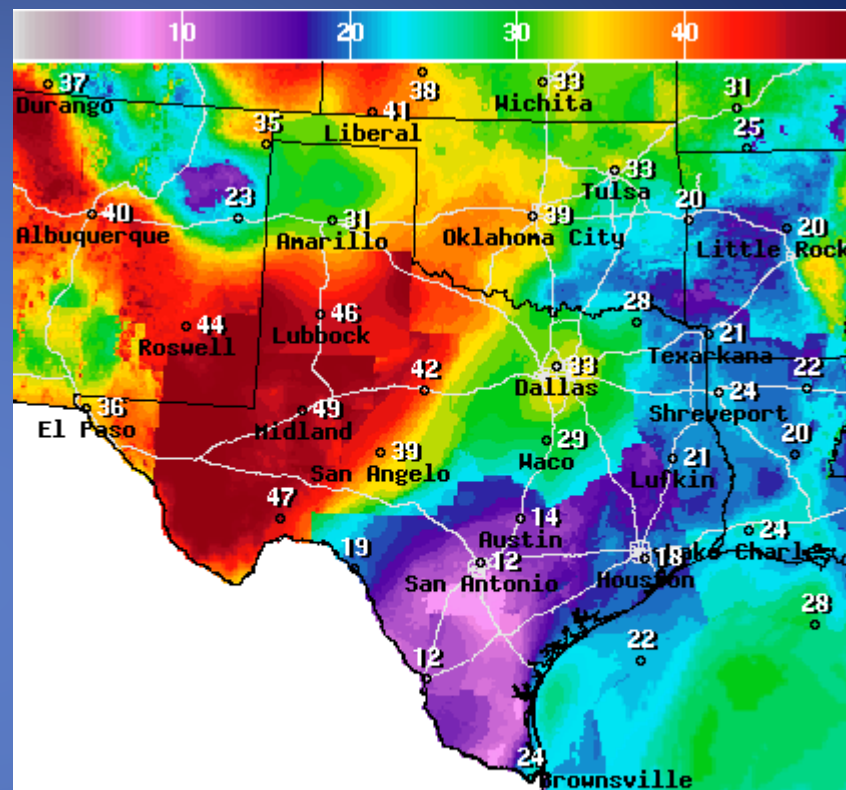 10 20 30 40
37 38 33 31
Durango Wichita
35 41 25
Liberal
33
Tulsa
40 23 31 39 20 20
Albuquerque Amarillo Oklahoma City Little Rock
44 46 28 21
Roswell Lubbock Texarkana
36 42 33 24 22
El Paso 49 Dallas Shreveport
Midland
39 29 21 20
San Angelo Waco Lufkin
47 14 24
Austin
19 12 18 Lake Charles
San Antonio Houston
28
12 22
24
Brownsville